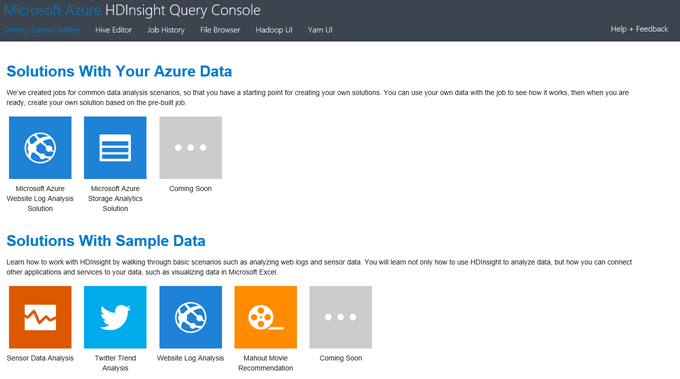 Microsoft Azure HDInsight Query Console
Getting Started Gallery Hive Editor Job History File Browser Hadoop UI Yarn UI Help + Feedback
Solutions With Your Azure Data
We've created jobs for common data analysis scenarios, so that you have a starting point for creating your own solutions. You can use your own data with the job to see how it works, then when you are
ready, create your own solution based on the pre-built job.
Microsoft Azure
Website Log Analysis
Solution
Microsoft Azure
Storage Analytics
Solution
Coming Soon
Solutions With Sample Data
Learn how to work with HDInsight by walking through basic scenarios such as analyzing web logs and sensor data. You will learn not only how to use HDInsight to analyze data, but how you can connect
other applications and services to your data, such as visualizing data in Microsoft Excel.
Sensor Data Analysis
Twitter Trend
Analysis
Website Log Analysis
Mahout Movie
Recommendation
Coming Soon